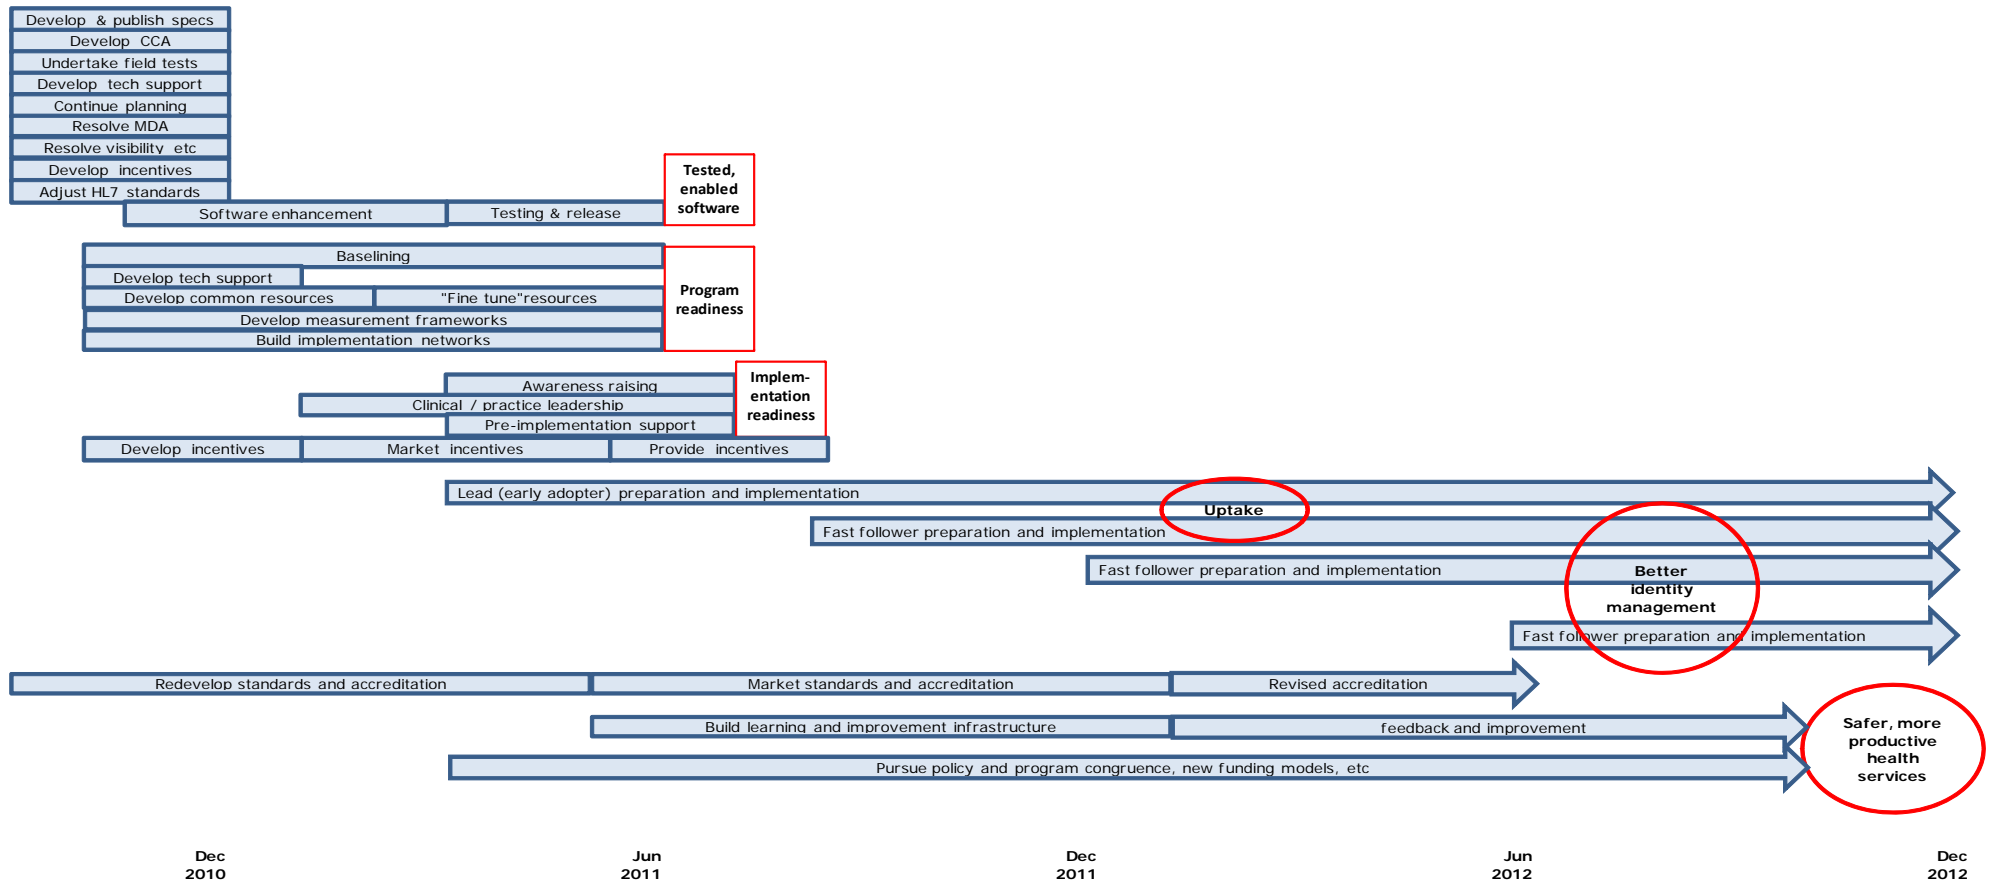 Develop & publish specs
Develop CCA
Undertake field tests
Develop tech support
Continue planning
Resolve MDA
Resolve visibility etc
Develop incentives
Adjust HL7 standards
Software enhancement
Testing & release
Tested,
enabled
software
Baselining
Develop tech support
Develop common resources
"Fine tune"resources
Develop measurement frameworks
Build implementation networks
Program
readiness
Awareness raising
Clinical / practice leadership
Pre-implementation support
Implem-
entation
readiness
Develop incentives
Market incentives
Provide incentives
Lead (early adopter) preparation and implementation
Uptake
Fast follower preparation and implementation
Fast follower preparation and implementation
Better
identity
management
Fast follower preparation and implementation
Redevelop standards and accreditation
Market standards and accreditation
Revised accreditation
Build learning and improvement infrastructure
feedback and improvement
Pursue policy and program congruence, new funding models, etc
Safer, more
productive
health
services
Dec
2010
Jun
2011
Dec
2011
Jun
2012
Dec
2012